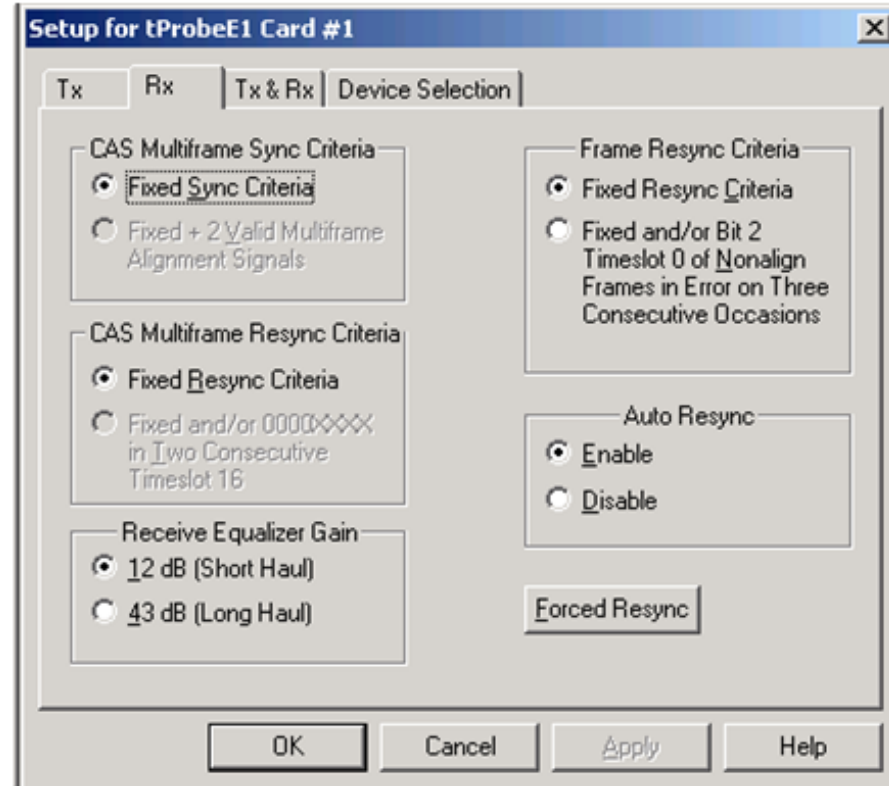 Setup for tProbeE1 Card #1
Tx
Rx
Tx & Rx
Device Selection
CAS Multiframe Sync Criteria
Fixed Sync Criteria
Fixed + 2 Valid Multiframe
Alignment Signals
CAS Multiframe Resync Criteria
Fixed Resync Criteria
Fixed and/or 0000XXXX
in Two Consecutive
Timeslot 16
Receive Equalizer Gain
12 dB (Short Haul)
43 dB (Long Haul)
Frame Resync Criteria
Fixed Resync Criteria
Fixed and/or Bit 2
Timeslot 0 of Nonalign
Frames in Error on Three
Consecutive Occasions
Auto Resync
Enable
Disable
Forced Resync
OK
Cancel
Apply
Help